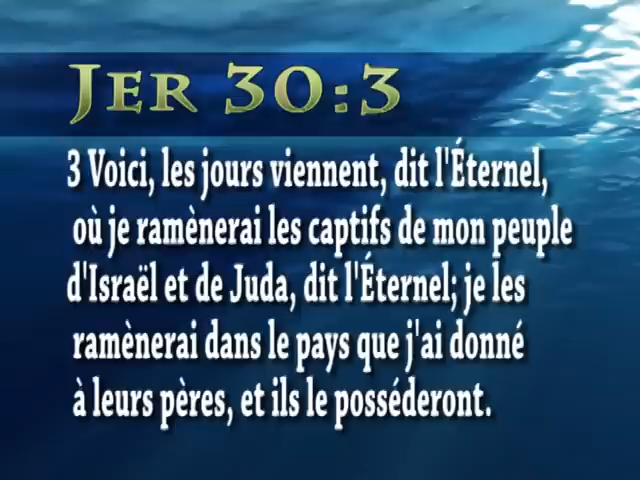 JER 30:3
3 Voici, les jours viennent, dit l'Éternel,
où je ramènerai les captifs de mon peuple
d'Israël et de Juda, dit l'Éternel; je les
ramènerai dans le pays que j'ai donné
à leurs pères, et ils le posséderont.